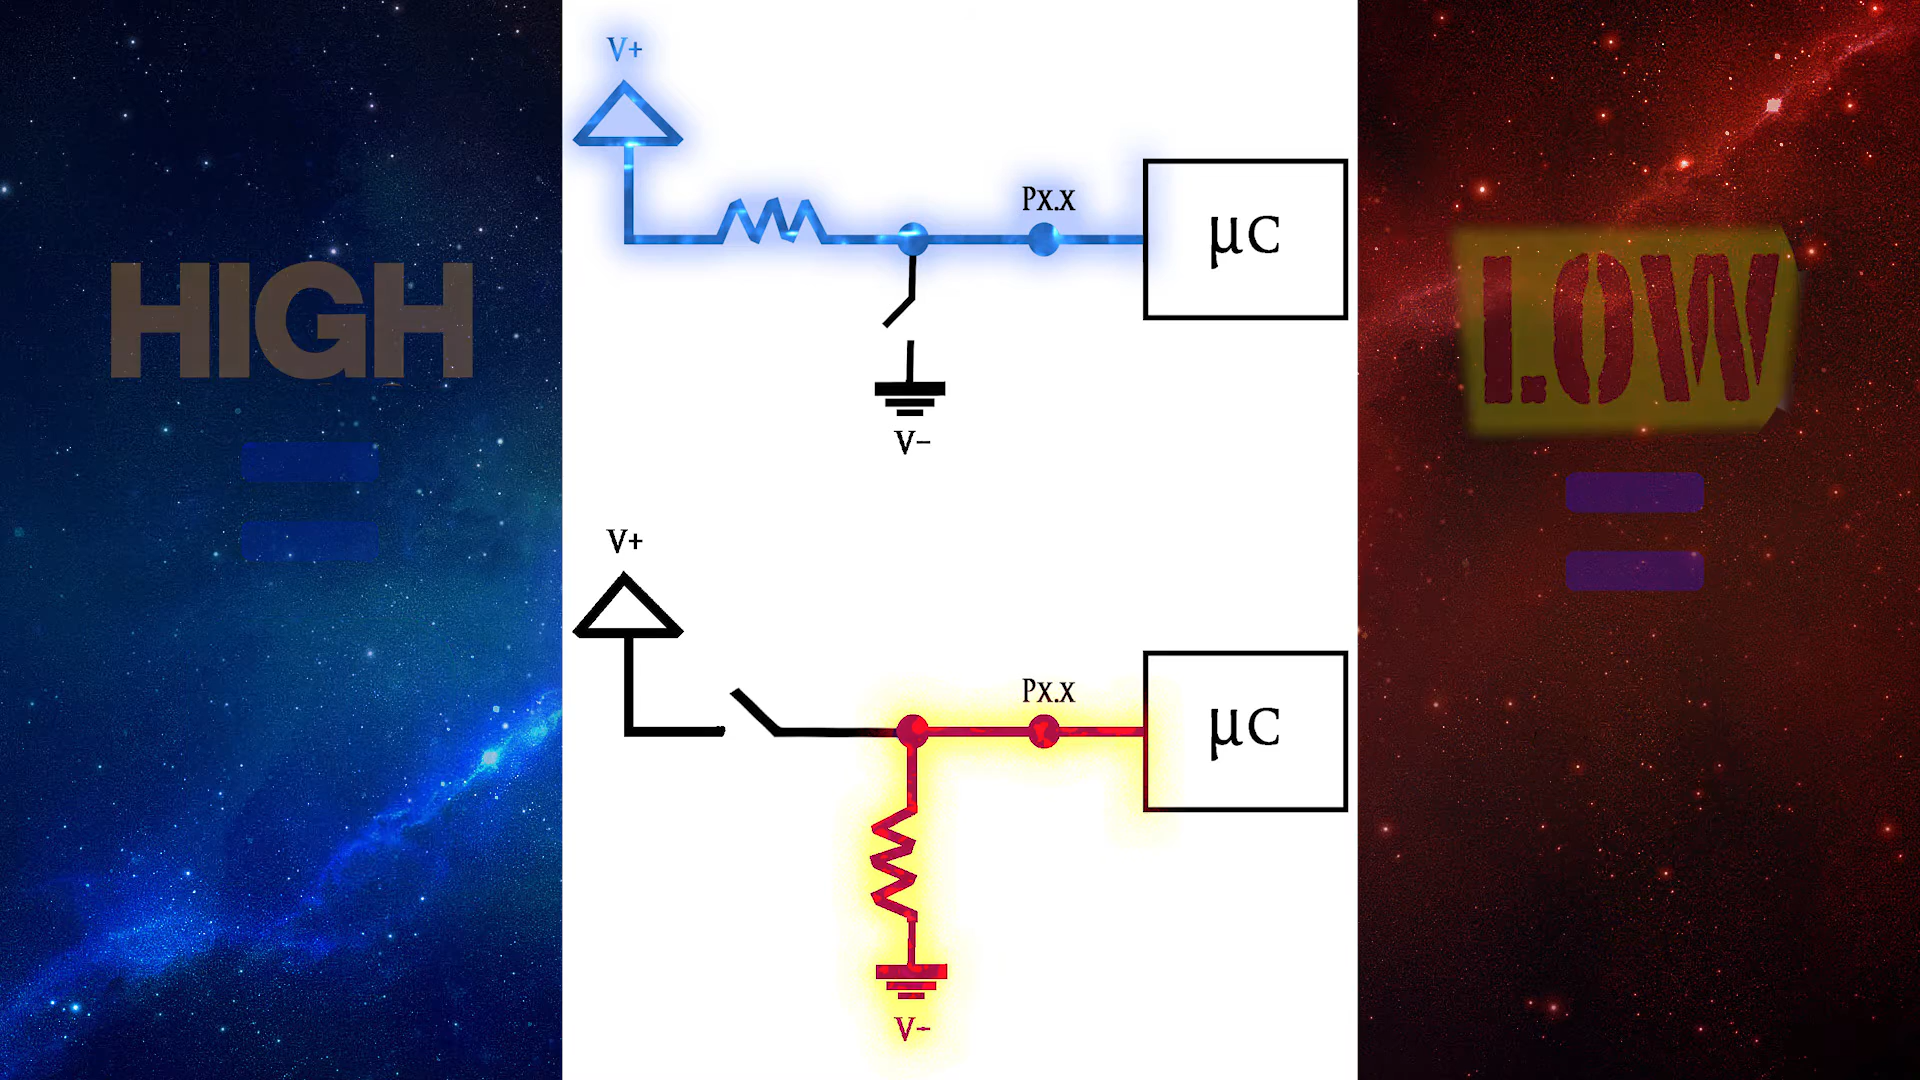 HIGH
=
V+
Px.x
µC
V−
V+
Px.x
µC
V−
LOW
=